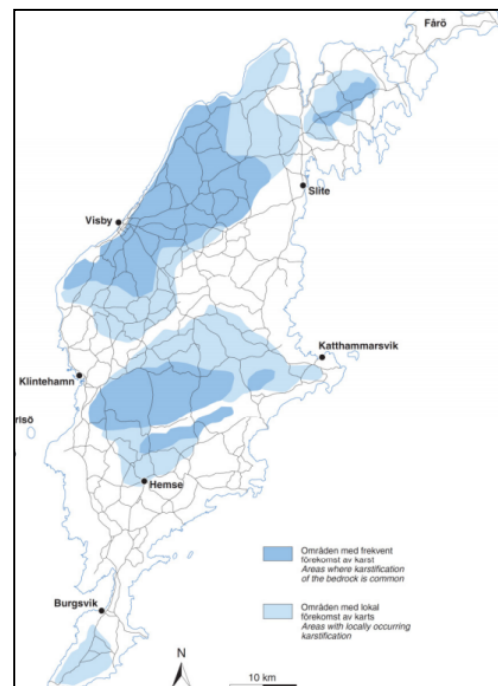 Fårö
Slite
Visby
Katthammarsvik
Klintehamn
risö
Hemse
Områden med frekvent
förekomst av karst
Areas where karstification
of the bedrock is common
Burgsvik
Områden med lokal
förekomst av karts
Areas with locally occurring
karstification
N
10 km